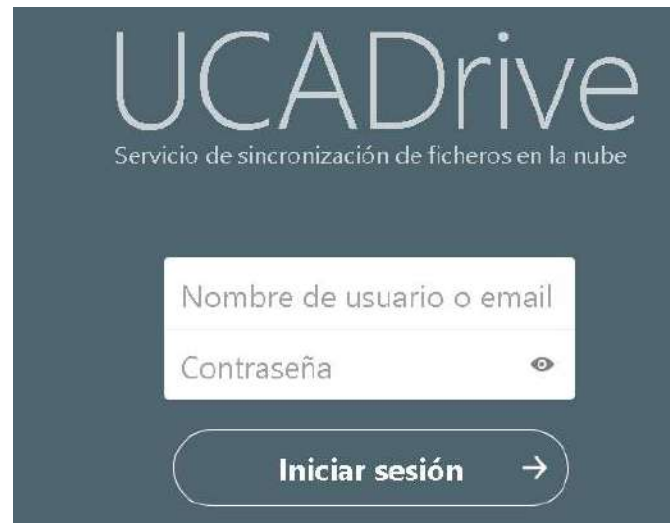 UCADrive
Servicio de sincronización de ficheros en la nube
Nombre de usuario o email
Contraseña
Iniciar sesión